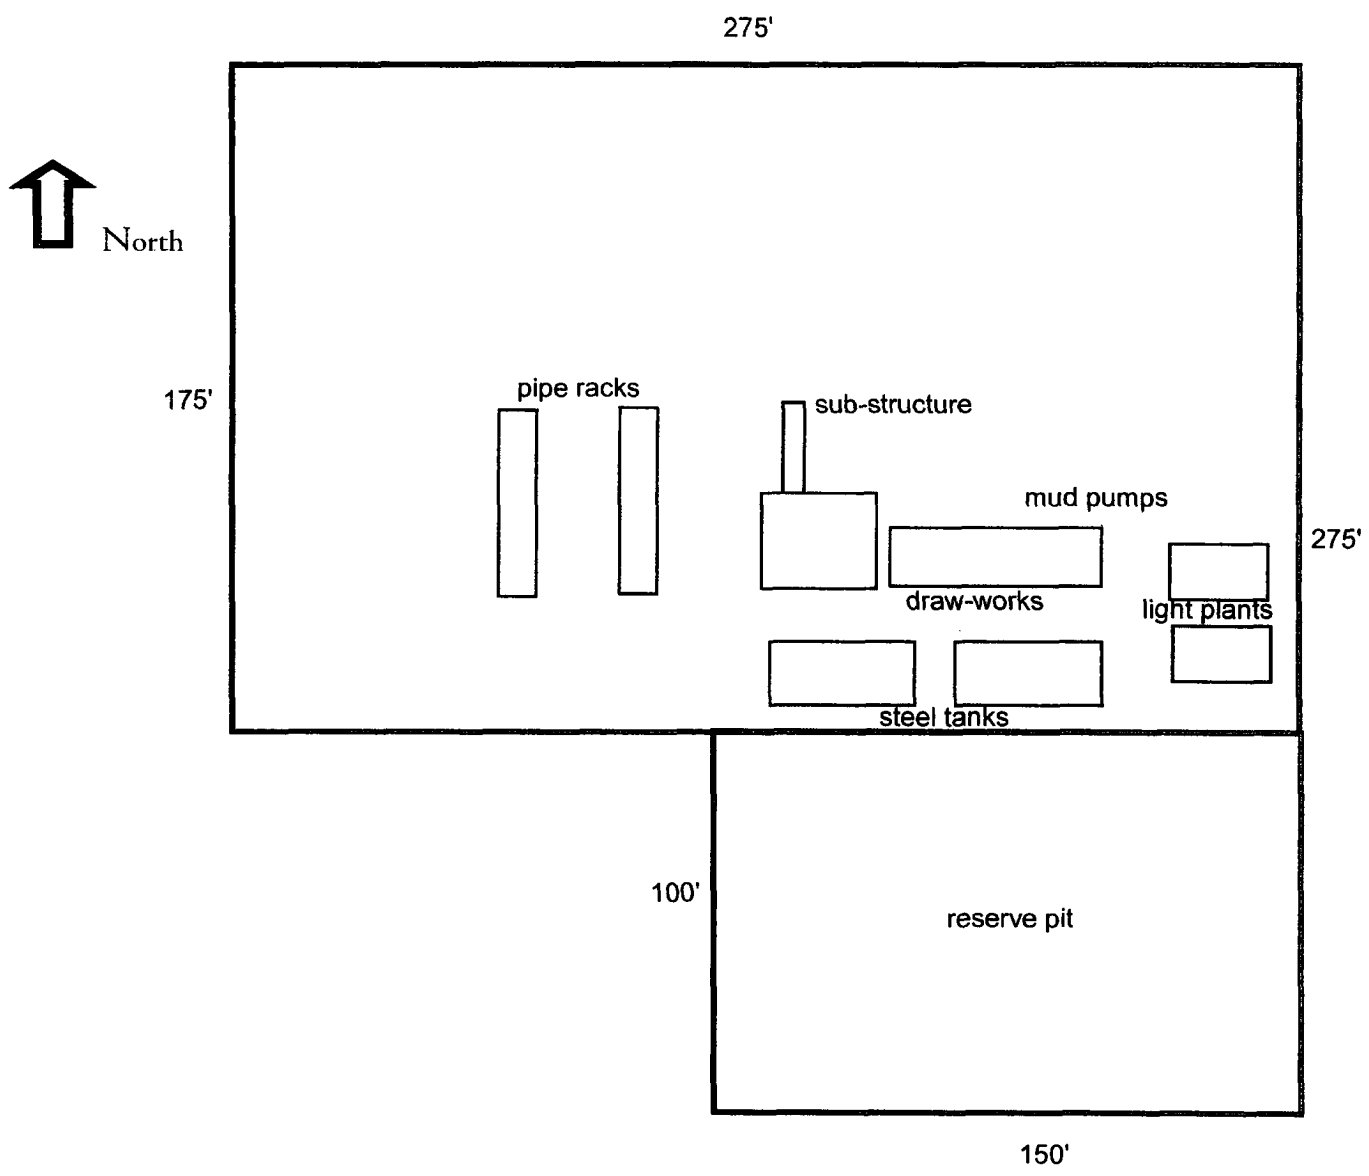 275'
North
175'
pipe racks
sub-structure
mud pumps
275'
draw-works
light plants
steel tanks
100'
reserve pit
150'